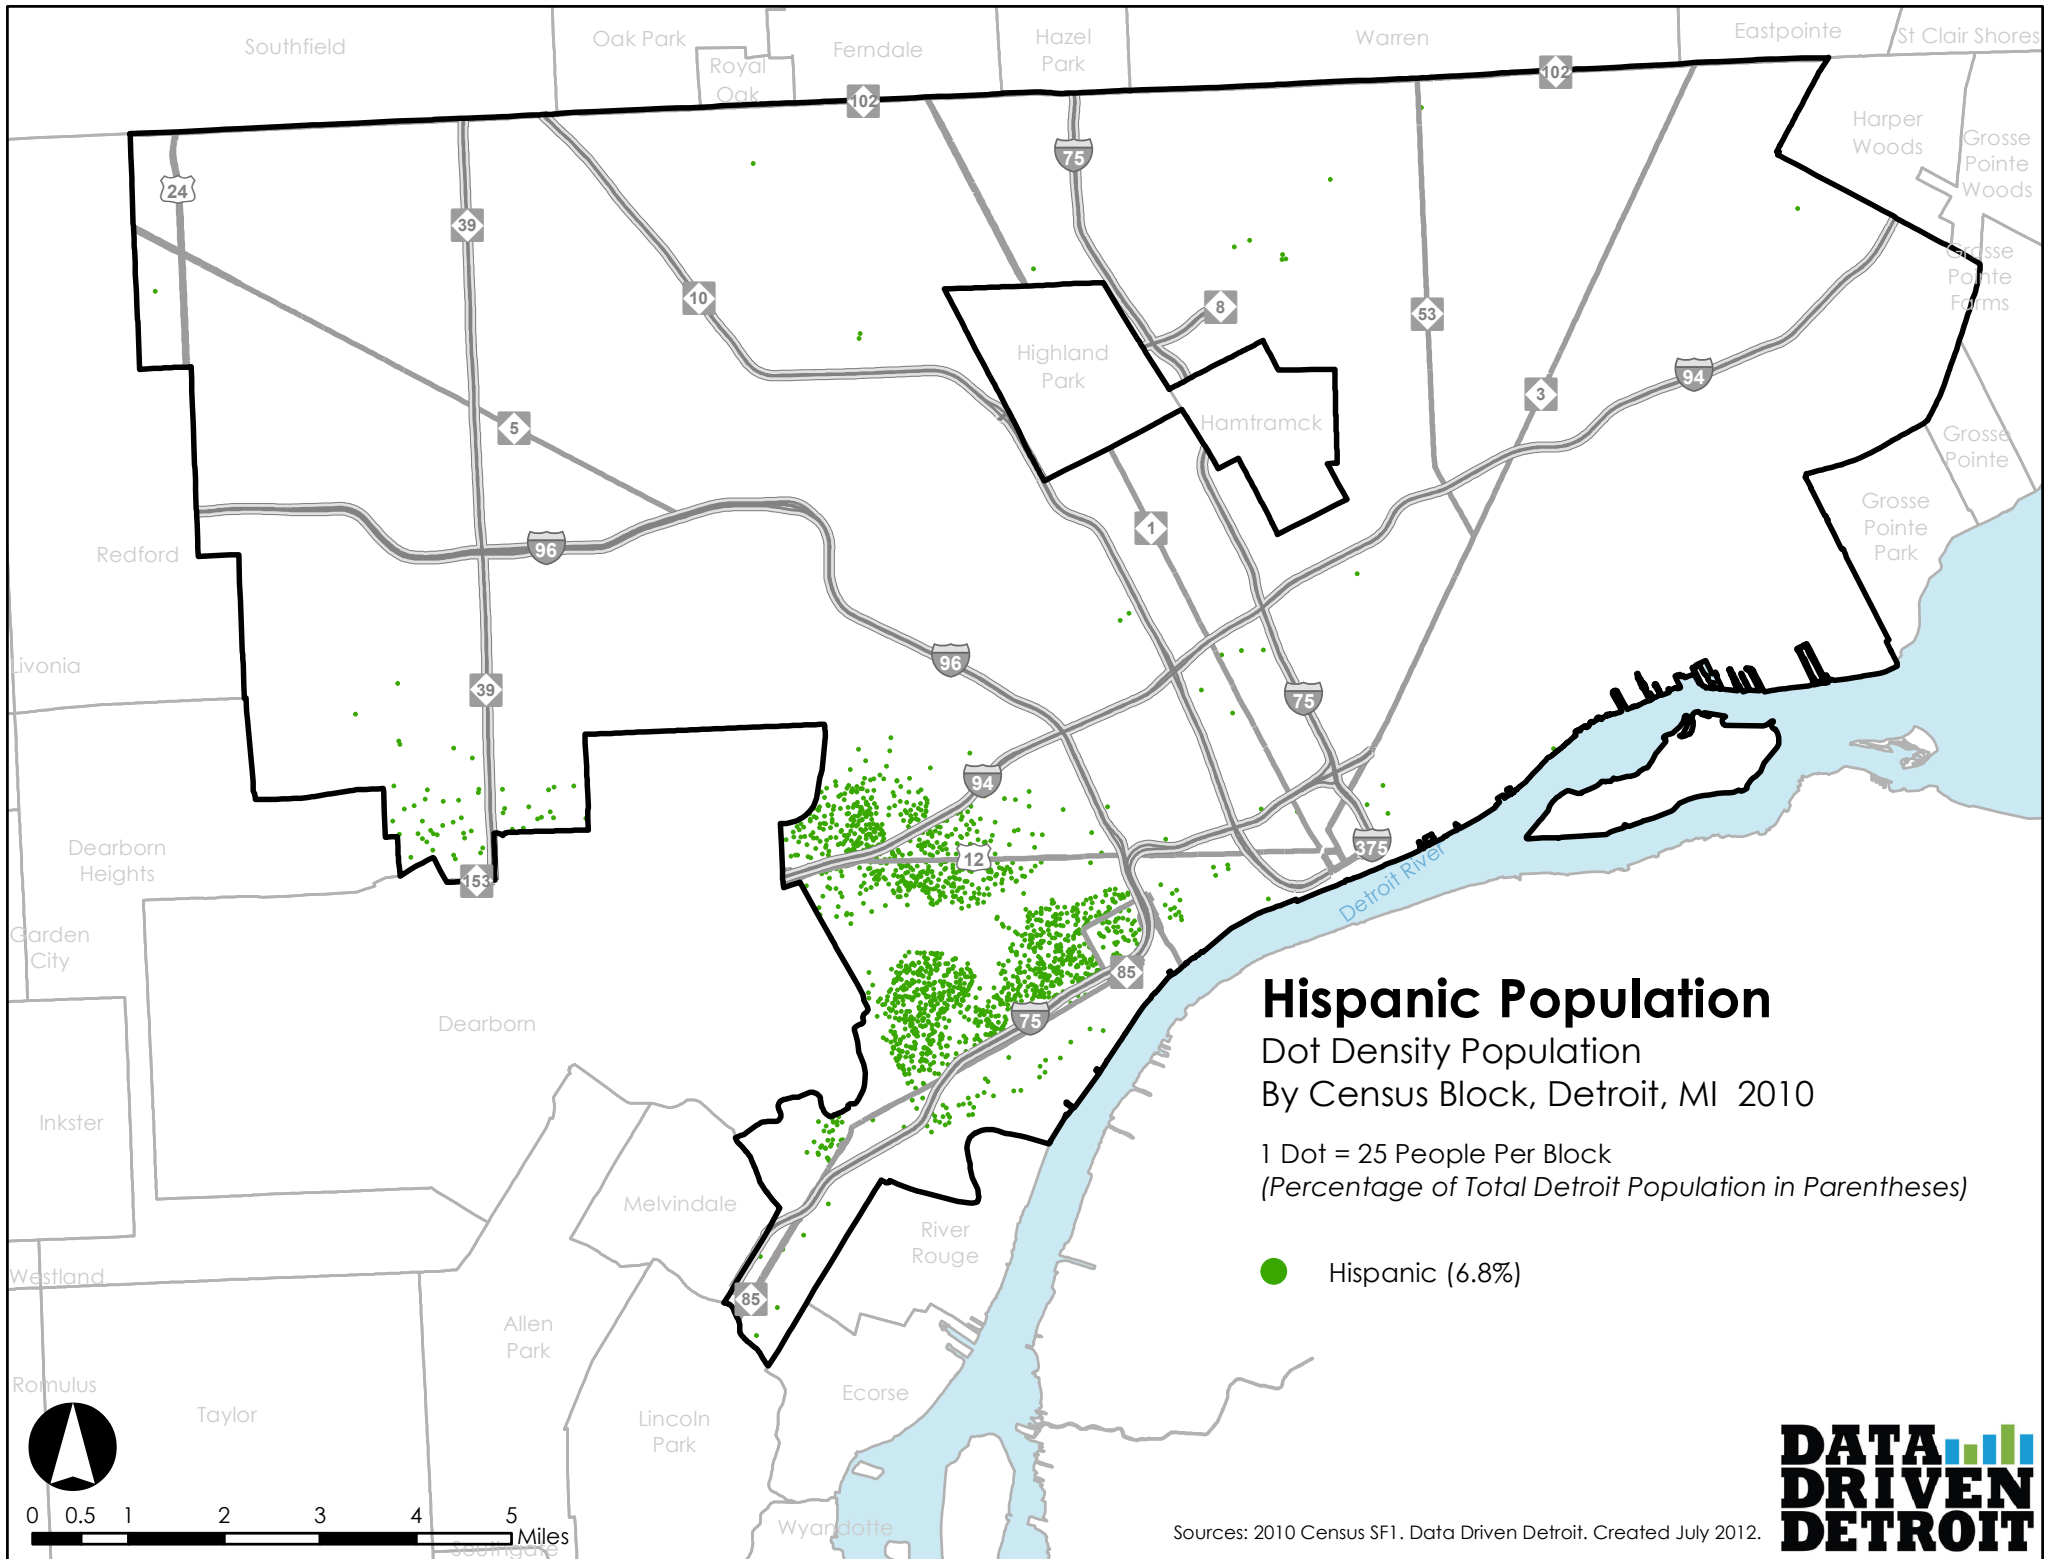 Southfield
Oak Park
Royal
Oak
Ferndale
Hazel
Park
Warren
Eastpointe
St Clair Shores
102
102
Harper
Woods
Grosse
Pointe
Woods
75
24
39
Grosse
Pointe
Farms
10
8
53
Highland
Park
94
3
5
Hamtramck
Grosse
Pointe
Grosse
Pointe
Park
1
96
Redford
96
Livonia
39
75
94
12
375
Dearborn
Heights
153
Detroit River
Garden
City
85
75
Dearborn
Hispanic Population
Dot Density Population
By Census Block, Detroit, MI 2010
1 Dot = 25 People Per Block
(Percentage of Total Detroit Population in Parentheses)
Hispanic (6.8%)
Inkster
Melvindale
River
Rouge
Westland
85
Allen
Park
Romulus
Taylor
Ecorse
Lincoln
Park
0 0.5 1 2 3 4 5
Miles
Southgate
Wyandotte
Sources: 2010 Census SF1. Data Driven Detroit. Created July 2012.
DATA
DRIVEN
DETROIT